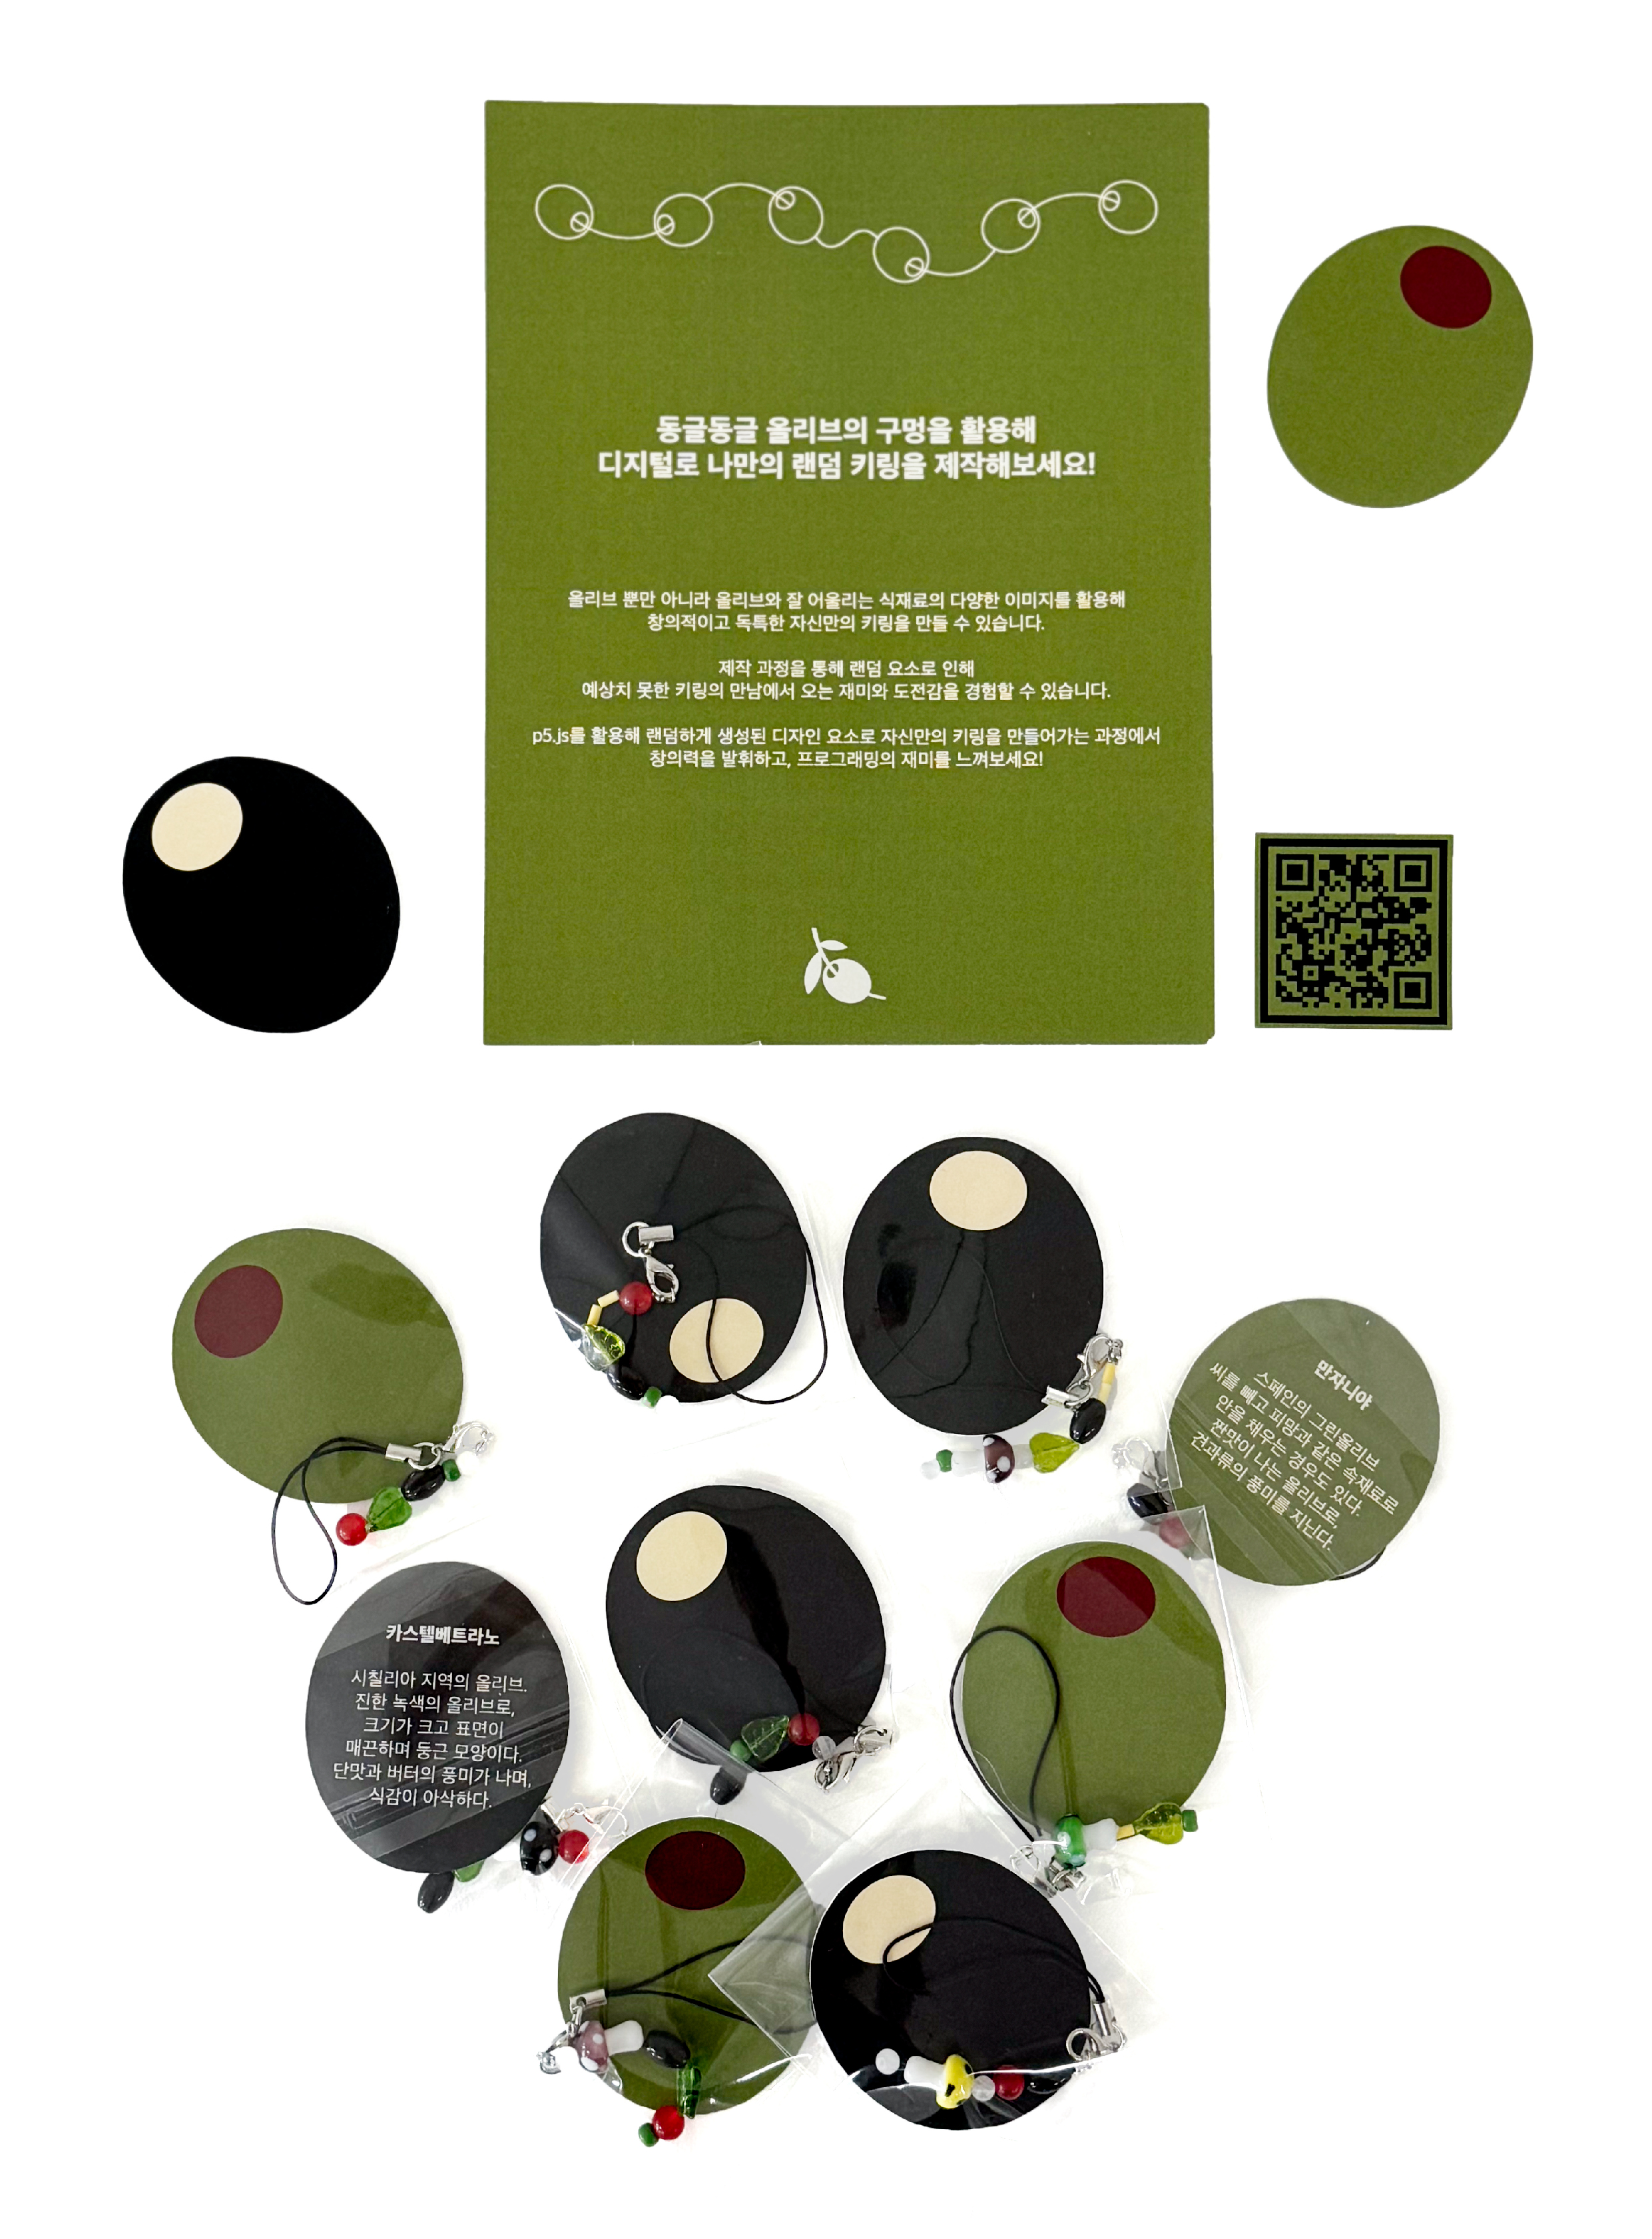 동글동글 올리브의 구멍을 활용해
디지털로 나만의 랜덤 키링을 제작해보세요!
올리브 뿐만 아니라 올리브와 잘 어울리는 식재료의 다양한 이미지를 활용해
창의적이고 독특한 자신만의 키링을 만들 수 있습니다.
제작 과정을 통해 랜덤 요소로 인해
예상치 못한 키링의 만남에서 오는 재미와 도전감을 경험할 수 있습니다.
p5.js를 활용해 랜덤하게 생성된 디자인 요소로 자신만의 키링을 만들어가는 과정에서
창의력을 발휘하고, 프로그래밍의 재미를 느껴보세요!
만자니아
스페인의 그린올리브
씨를 빼고 피망과 같은 속재료로
안을 채우는 경우도 있다.
짠맛이 나는 올리브로,
견과류의 풍미를 지닌다.
카스텔베트라노
시칠리아 지역의 올리브.
진한 녹색의 올리브로,
크기가 크고 표면이
매끈하며 둥근 모양이다.
단맛과 버터의 풍미가 나며,
식감이 아삭하다.